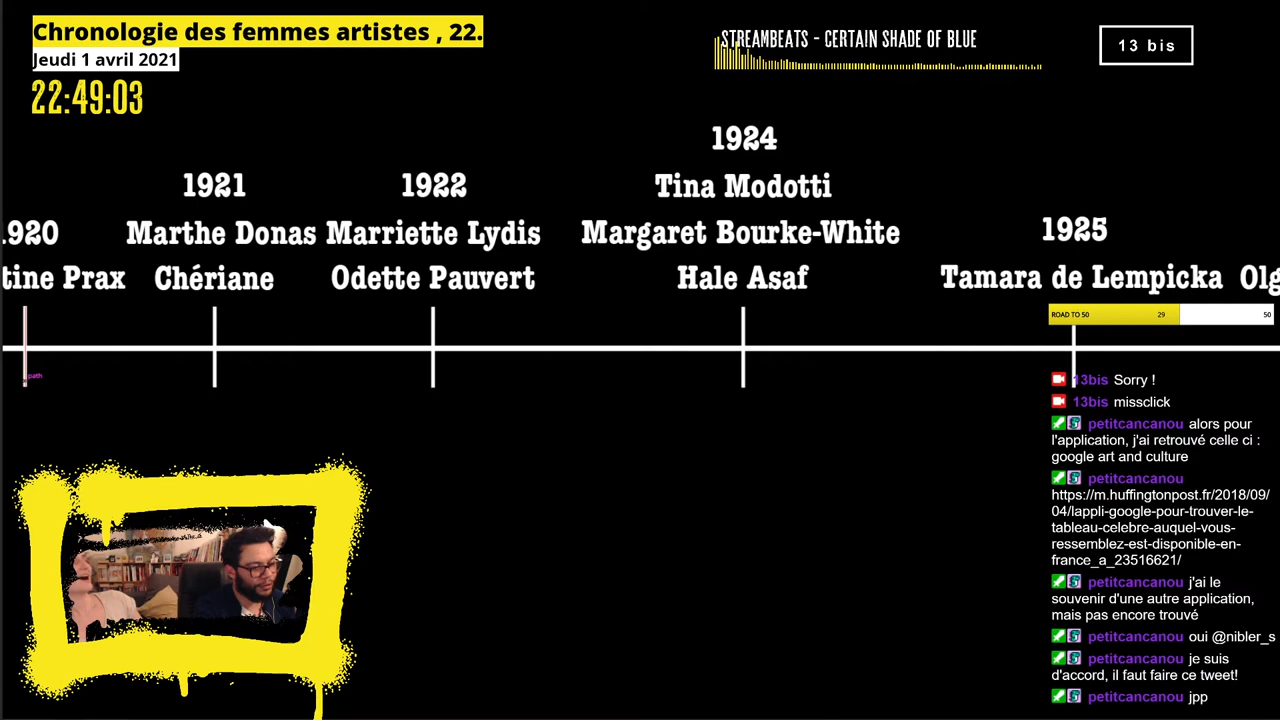 Chronologie des femmes artistes , 22.
Jeudi 1 avril 2021
22:49:03
STREAMBEATS - CERTAIN SHADE OF BLUE
13 bis
.920
tine Prax
1921
Marthe Donas
Chériane
1922
Marriette Lydis
Odette Pauvert
1924
Tina Modotti
Margaret Bourke-White
Hale Asaf
1925
Tamara de Lempicka
Olg
ROAD TO 50 29 50
path
13bis Sorry !
13bis missclick
petitcancanou alors pour
l'application, j'ai retrouvé celle ci :
google art and culture
petitcancanou
https://m.huffingtonpost.fr/2018/09/
04/lappli-google-pour-trouver-le-
tableau-celebre-auquel-vous-
ressemblez-est-disponible-en-
france_a_23516621/
petitcancanou j'ai le
souvenir d'une autre application,
mais pas encore trouvé
petitcancanou oui @nibler_s
petitcancanou je suis
d'accord, il faut faire ce tweet!
petitcancanou jpp